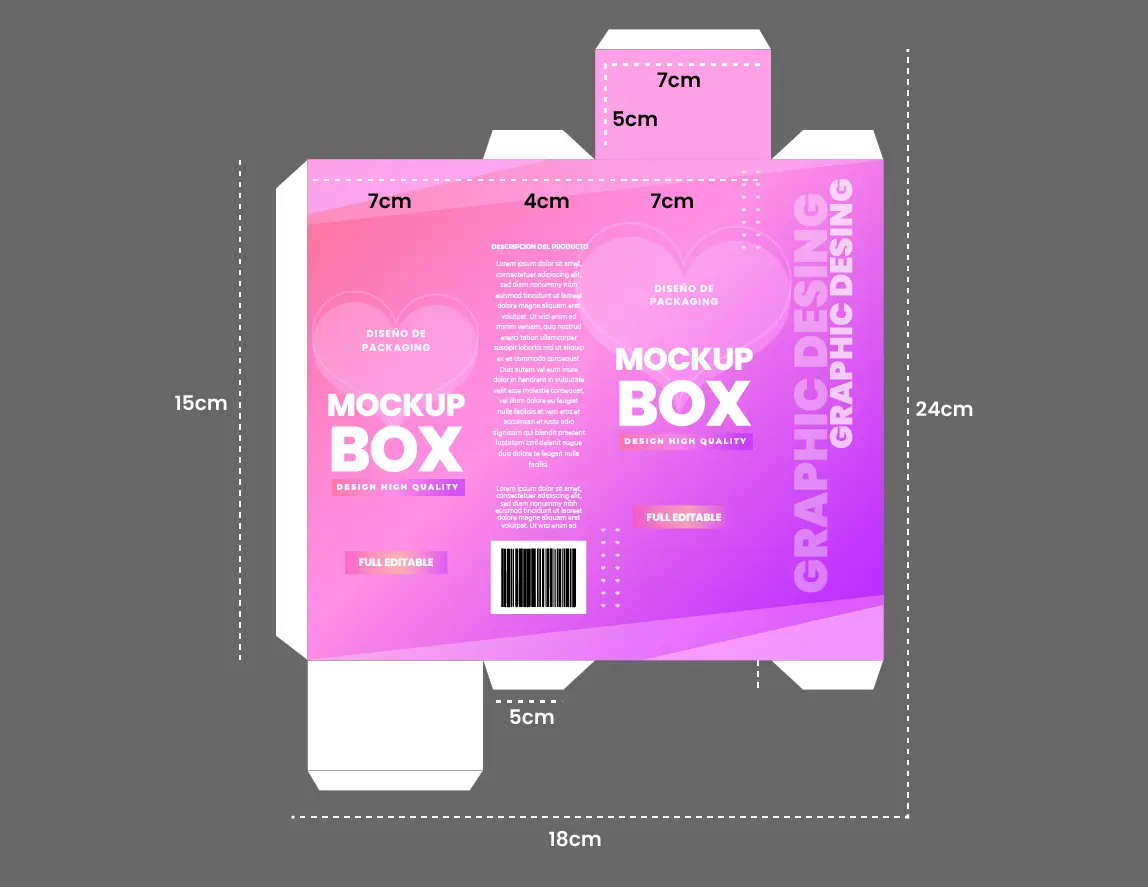 7cm
5cm
7cm
4cm
7cm
DESCRIPCION DEL PRODUCTO
Lorem ipsum dolor sit amet,
consectetuer adipiscing elit,
sed diam nonummy nibh
euismod tincidunt ut laoreet
dolore magna aliquam erat
volutpat. Ut wisi enim ad
minim veniam, quis nostrud
exerci tation ullamcorper
suscipit lobortis nisl ut aliquip
ex ea commodo consequat.
Duis autem vel eum iriure
dolor in hendrerit in vulputate
velit esse molestie consequat,
vel illum dolore eu feugiat
nulla facilisis at vero eros et
accumsan et iusto odio
dignissim qui blandit praesent
luptatum zzril delenit augue
duis dolore te feugait nulla
facilisi.
Lorem ipsum dolor sit amet,
consectetuer adipiscing elit,
sed diam nonummy nibh
euismod tincidunt ut laoreet
dolore magna aliquam erat
volutpat. Ut wisi enim ad
DISEÑO DE
PACKAGING
MOCKUP
BOX
DESIGN HIGH QUALITY
FULL EDITABLE
DISEÑO DE
PACKAGING
MOCKUP
BOX
DESIGN HIGH QUALITY
FULL EDITABLE
GRAPHIC DESING
GRAPHIC DESING
15cm
24cm
5cm
18cm